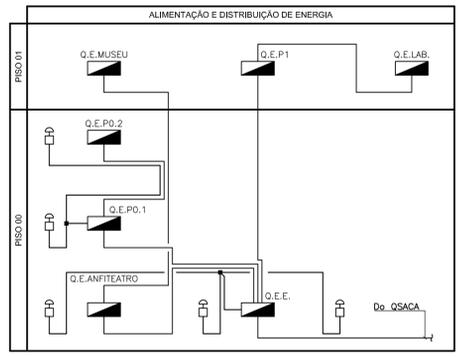 ALIMENTAÇÃO E DISTRIBUIÇÃO DE ENERGIA
PISO 01
Q.E.MUSEU
Q.E.P1
Q.E.LAB.
PISO 00
Q.E.P0.2
Q.E.P0.1
Q.E.ANFITEATRO
Q.E.E.
Do QSACA